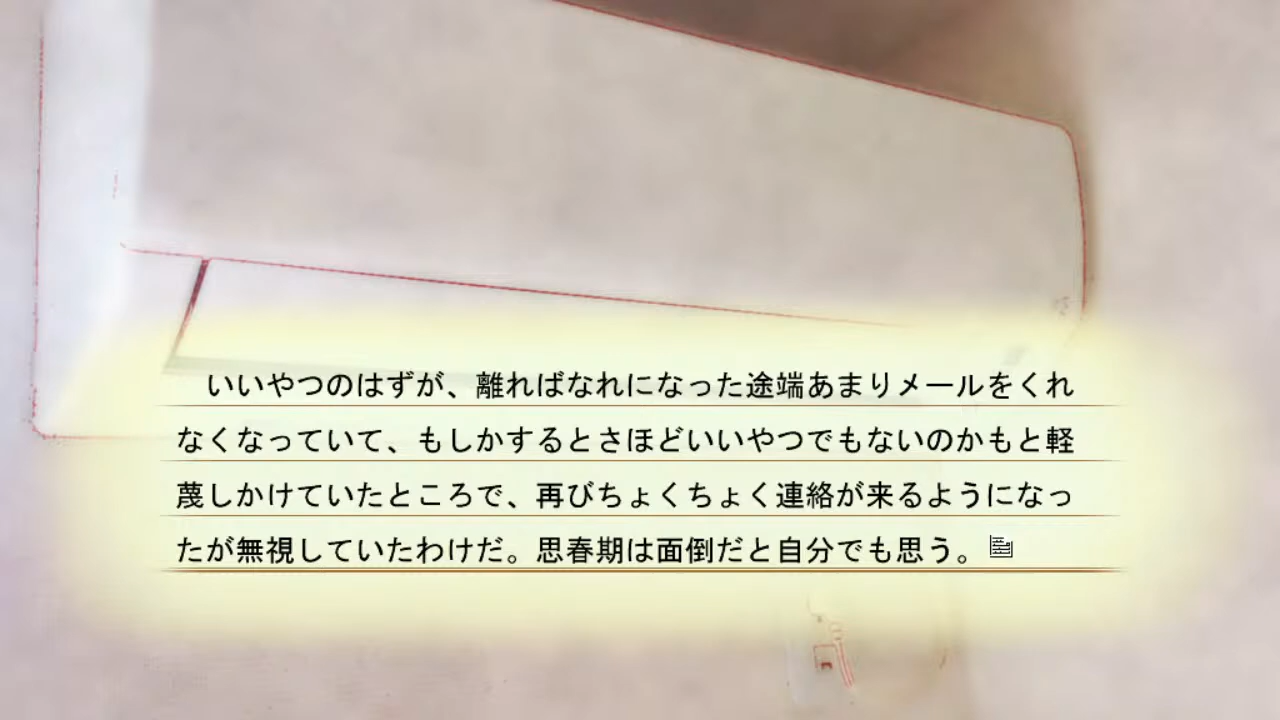 いいやつのはずが、離ればなれになった途端あまりメールをくれ
なくなっていて、もしかするとさほどいいやつでもないのかもと軽
蔑しかけていたところで、再びちょくちょく連絡が来るようになっ
たが無視していたわけだ。思春期は面倒だと自分でも思う。